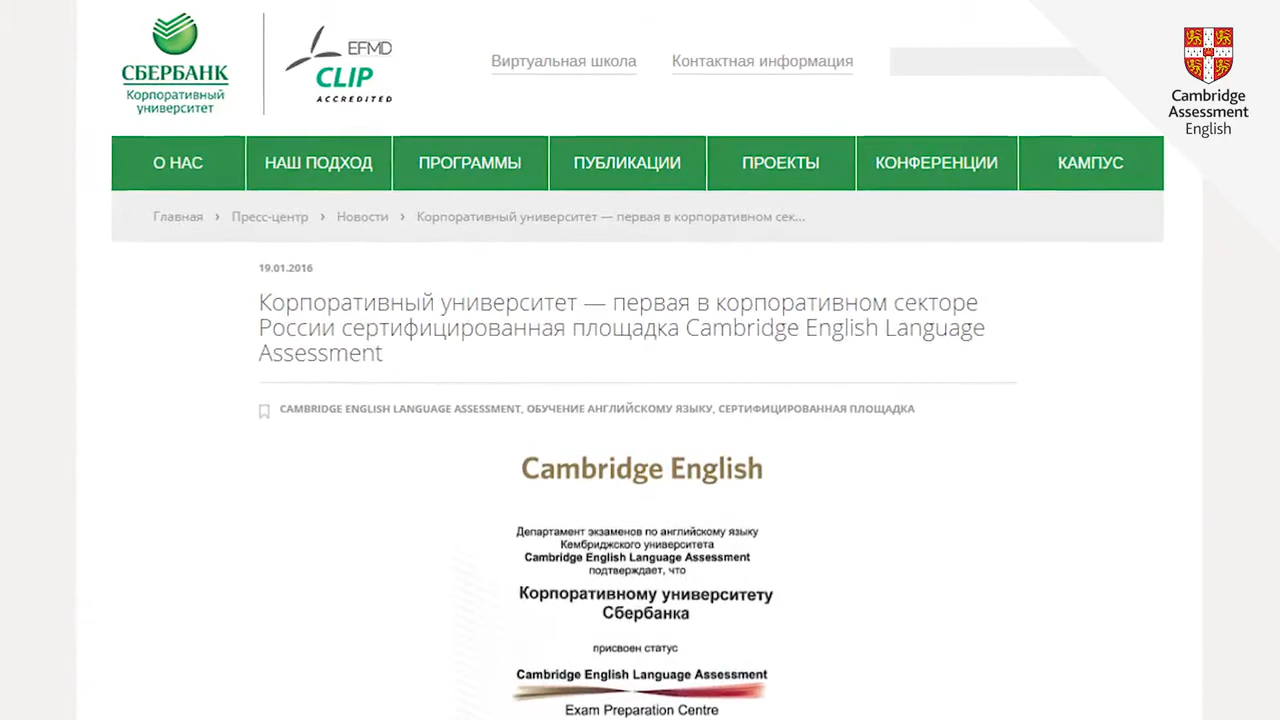 СБЕРБАНК
Корпоративный
университет
EFMD
CLIP
ACCREDITED
Виртуальная школа
Контактная информация
Cambridge
Assessment
English
О НАС
НАШ ПОДХОД
ПРОГРАММЫ
ПУБЛИКАЦИИ
ПРОЕКТЫ
КОНФЕРЕНЦИИ
КАМПУС
Главная › Пресс-центр › Новости › Корпоративный университет — первая в корпоративном сек...
19.01.2016
Корпоративный университет — первая в корпоративном секторе
России сертифицированная площадка Cambridge English Language
Assessment
CAMBRIDGE ENGLISH LANGUAGE ASSESSMENT, ОБУЧЕНИЕ АНГЛИЙСКОМУ ЯЗЫКУ, СЕРТИФИЦИРОВАННАЯ ПЛОЩАДКА
Cambridge English
Департамент экзаменов по английскому языку
Кембриджского университета
Cambridge English Language Assessment
подтверждает, что
Корпоративному университету
Сбербанка
присвоен статус
Cambridge English Language Assessment
Exam Preparation Centre